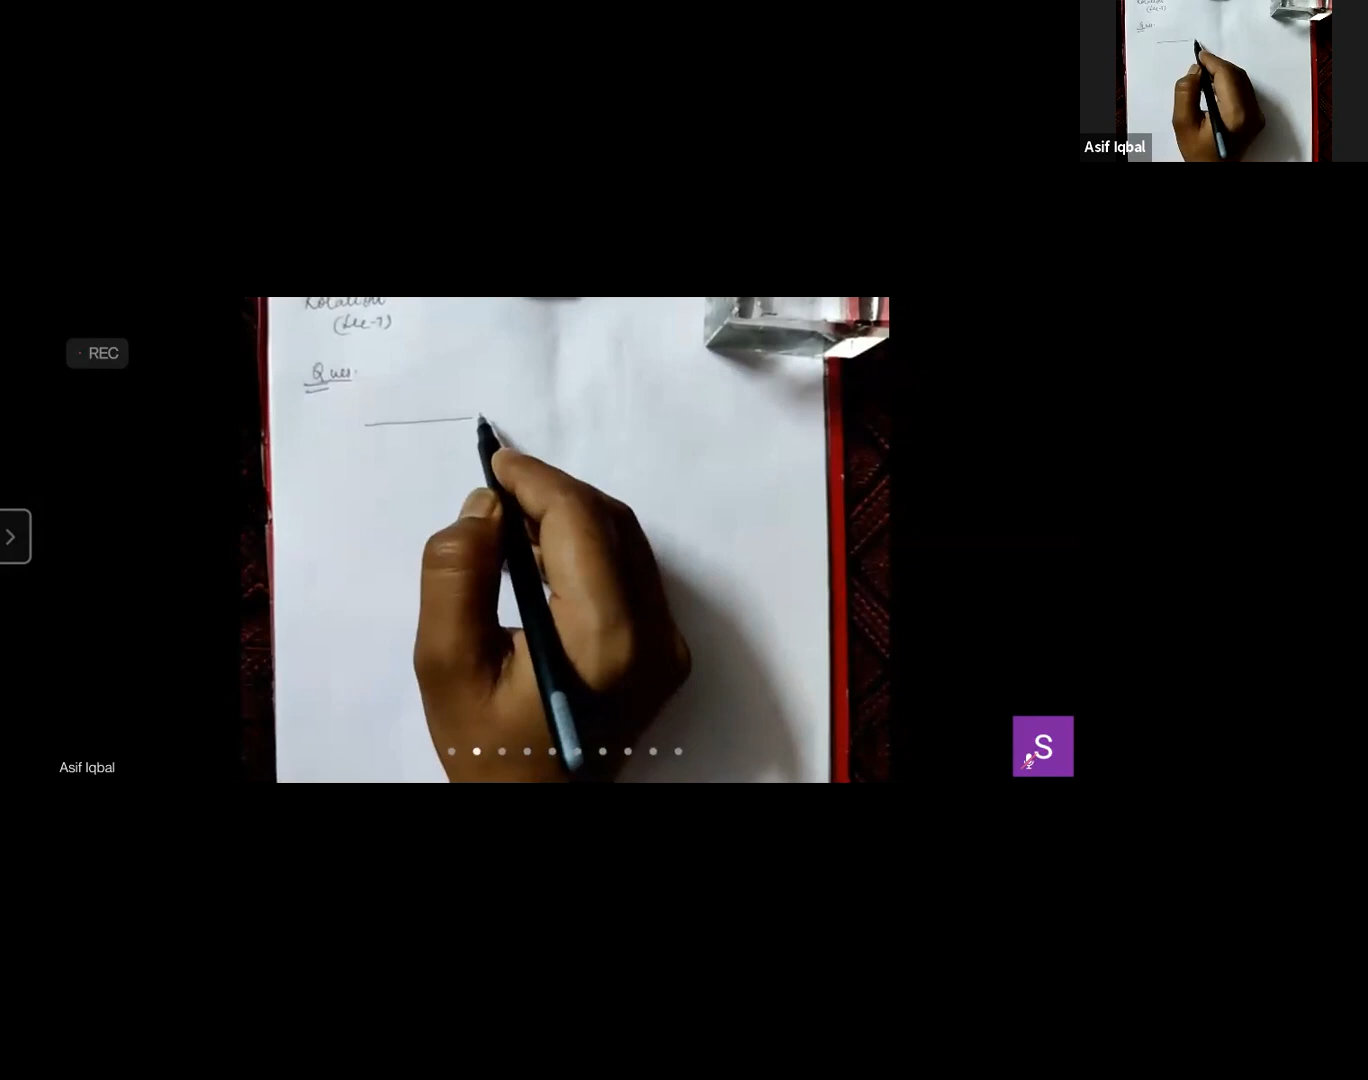 Asif Iqbal
Rotation
(Lec-7)
Ques.
REC
Asif Iqbal
S